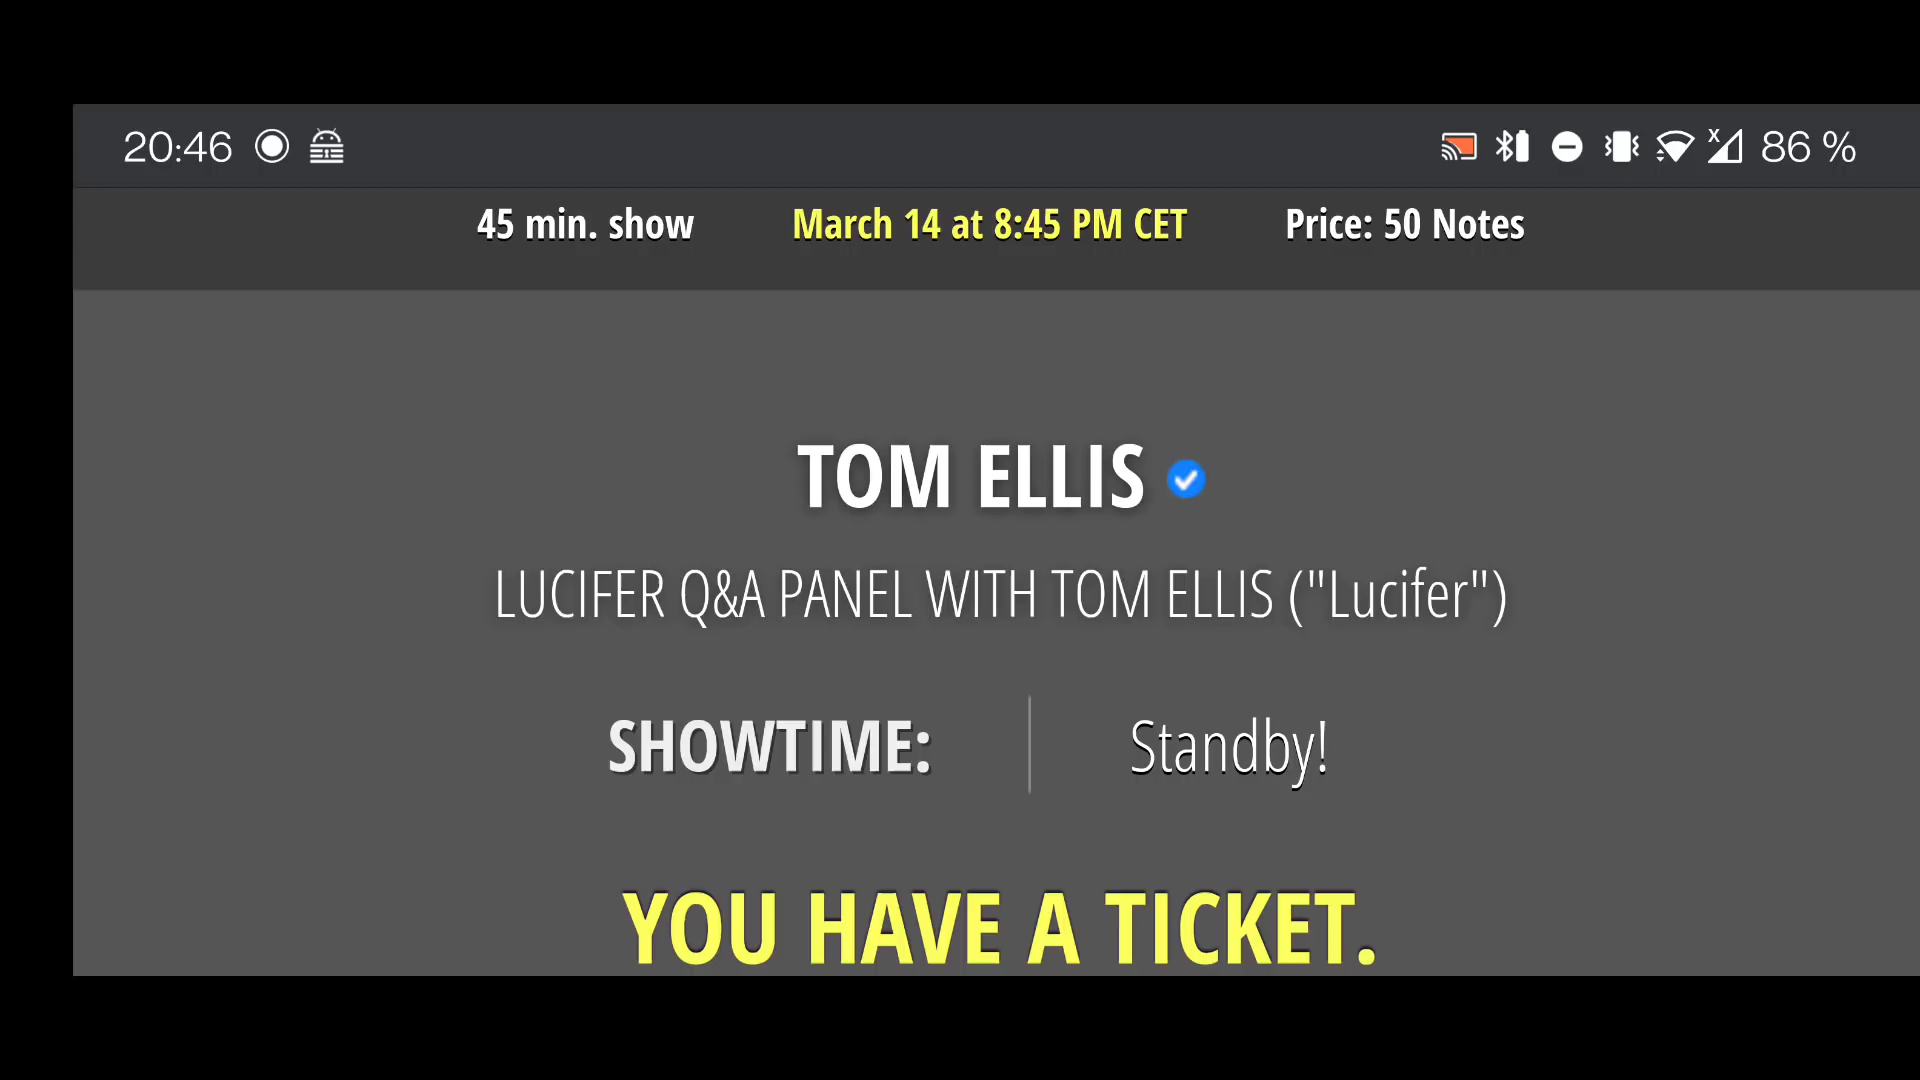 20:46 86 %
45 min. show March 14 at 8:45 PM CET Price: 50 Notes
TOM ELLIS
LUCIFER Q&A PANEL WITH TOM ELLIS ("Lucifer")
SHOWTIME: Standby!
YOU HAVE A TICKET.